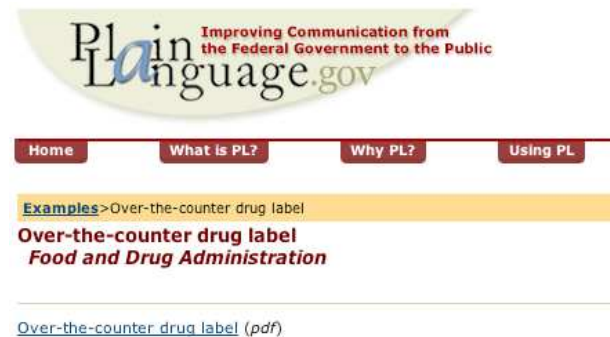 Plain Improving Communication from
the Federal Government to the Public
Language.gov
Home What is PL? Why PL? Using PL
Examples>Over-the-counter drug label
Over-the-counter drug label
Food and Drug Administration
Over-the-counter drug label (pdf)